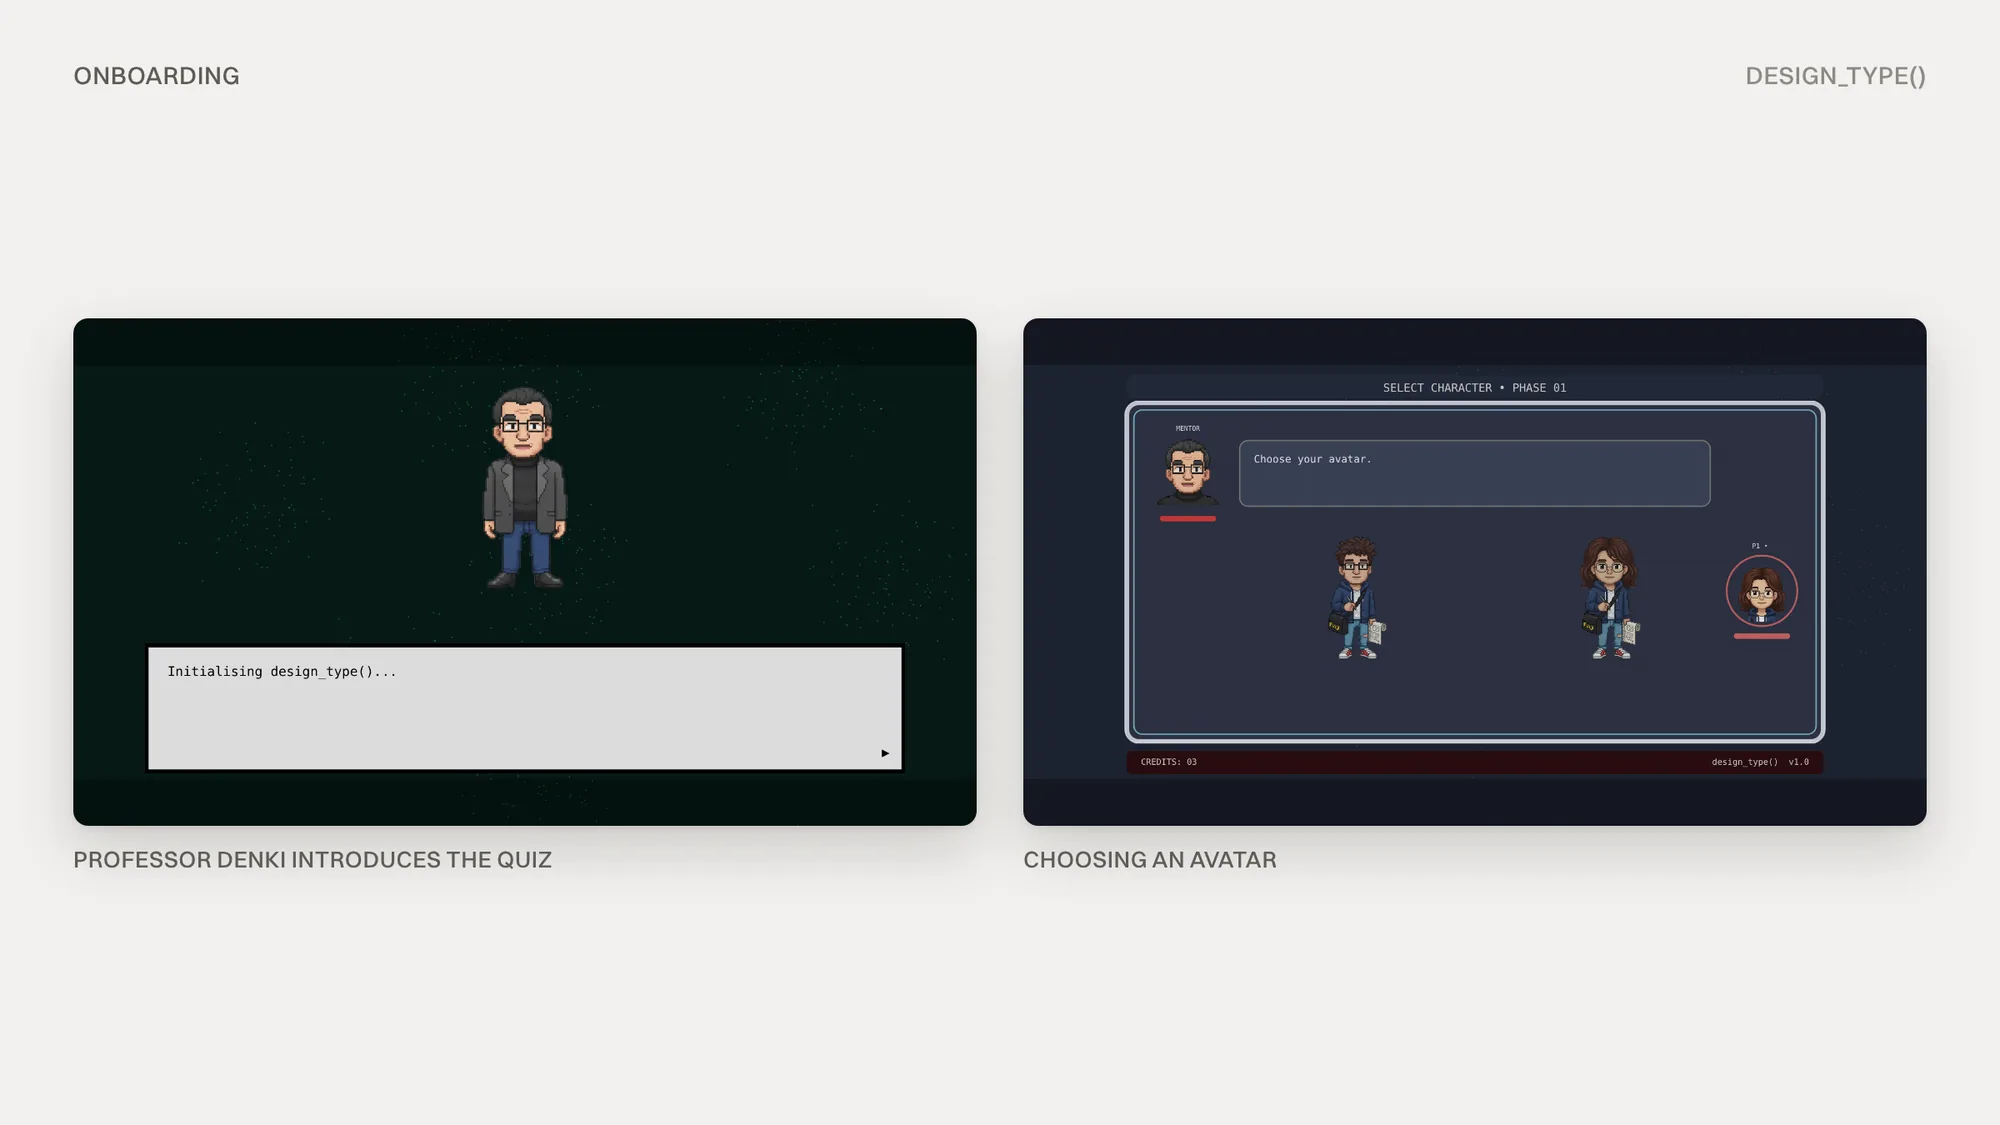 ONBOARDING
DESIGN_TYPE()
Initialising design_type()...
PROFESSOR DENKI INTRODUCES THE QUIZ
SELECT CHARACTER • PHASE 01
MENTOR
Choose your avatar.
P1 •
CREDITS: 03
design_type() v1.0
CHOOSING AN AVATAR